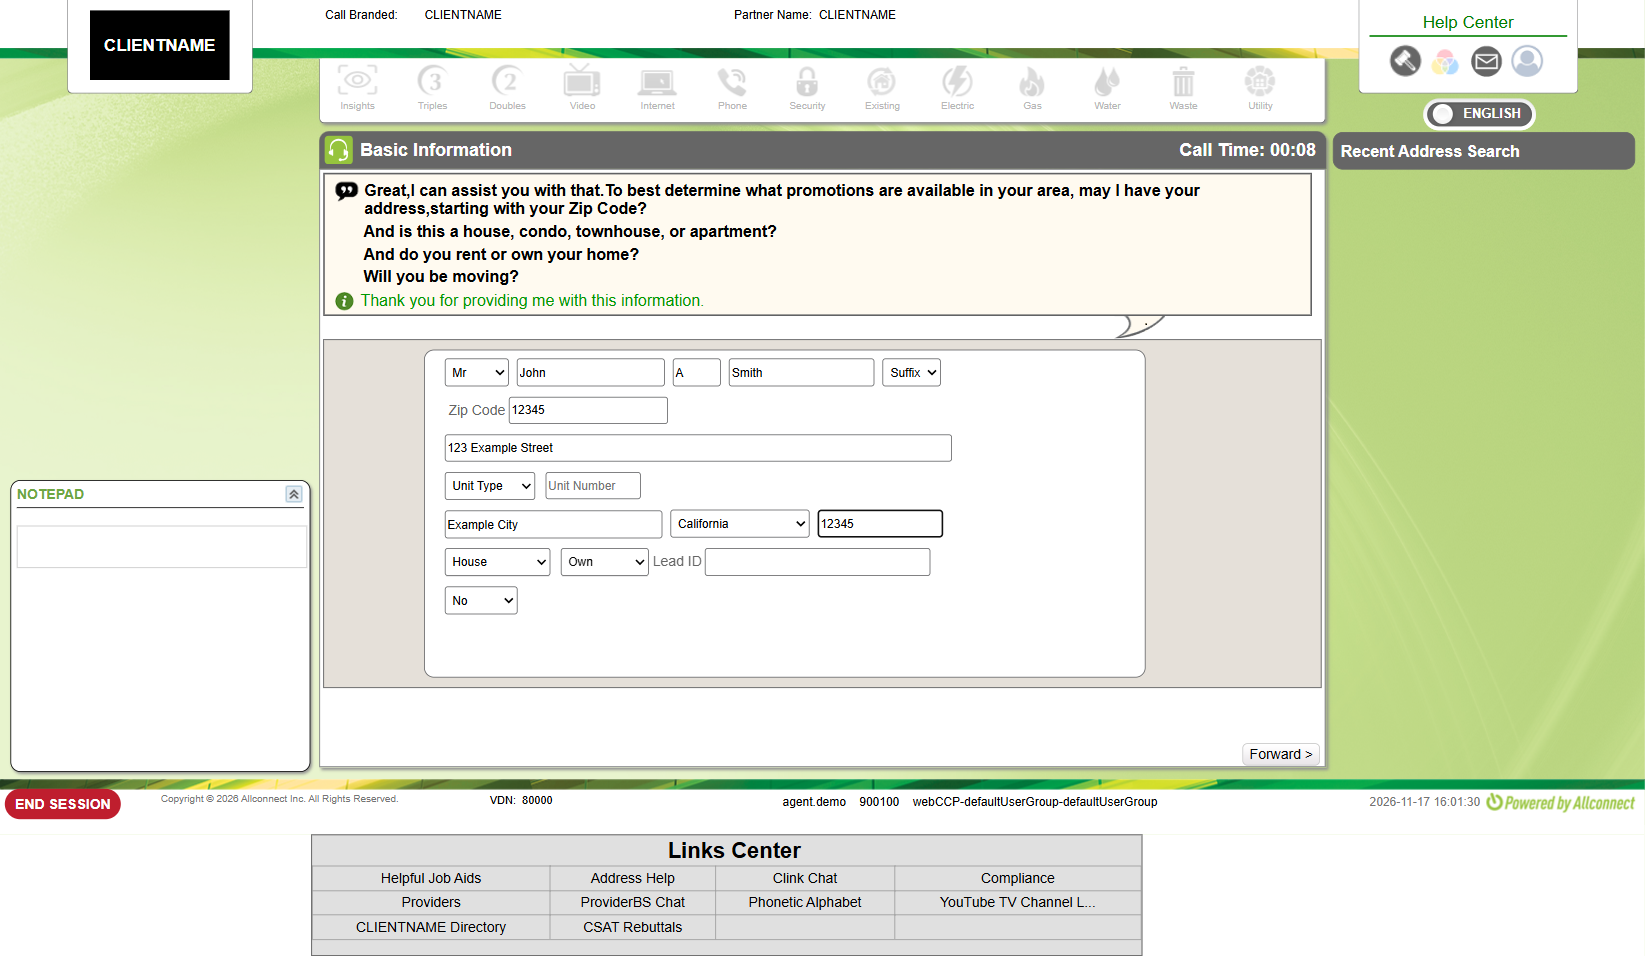 CLIENTNAME
Call Branded: CLIENTNAME
Partner Name: CLIENTNAME
Help Center
Insights
3 Triples
2 Doubles
Video
Internet
Phone
Security
Existing
Electric
Gas
Water
Waste
Utility
ENGLISH
Basic Information
Call Time: 00:08
Recent Address Search
Great,I can assist you with that.To best determine what promotions are available in your area, may I have your
address,starting with your Zip Code?
And is this a house, condo, townhouse, or apartment?
And do you rent or own your home?
Will you be moving?
Thank you for providing me with this information.
Mr John A Smith Suffix
Zip Code 12345
123 Example Street
Unit Type Unit Number
Example City California 12345
House Own Lead ID
No
NOTEPAD
Forward >
END SESSION
Copyright © 2026 Allconnect Inc. All Rights Reserved.
VDN: 80000
agent.demo 900100 webCCP-defaultUserGroup-defaultUserGroup
2026-11-17 16:01:30 Powered by Allconnect
Links Center
Helpful Job Aids Address Help Clink Chat Compliance
Providers ProviderBS Chat Phonetic Alphabet YouTube TV Channel L...
CLIENTNAME Directory CSAT Rebuttals